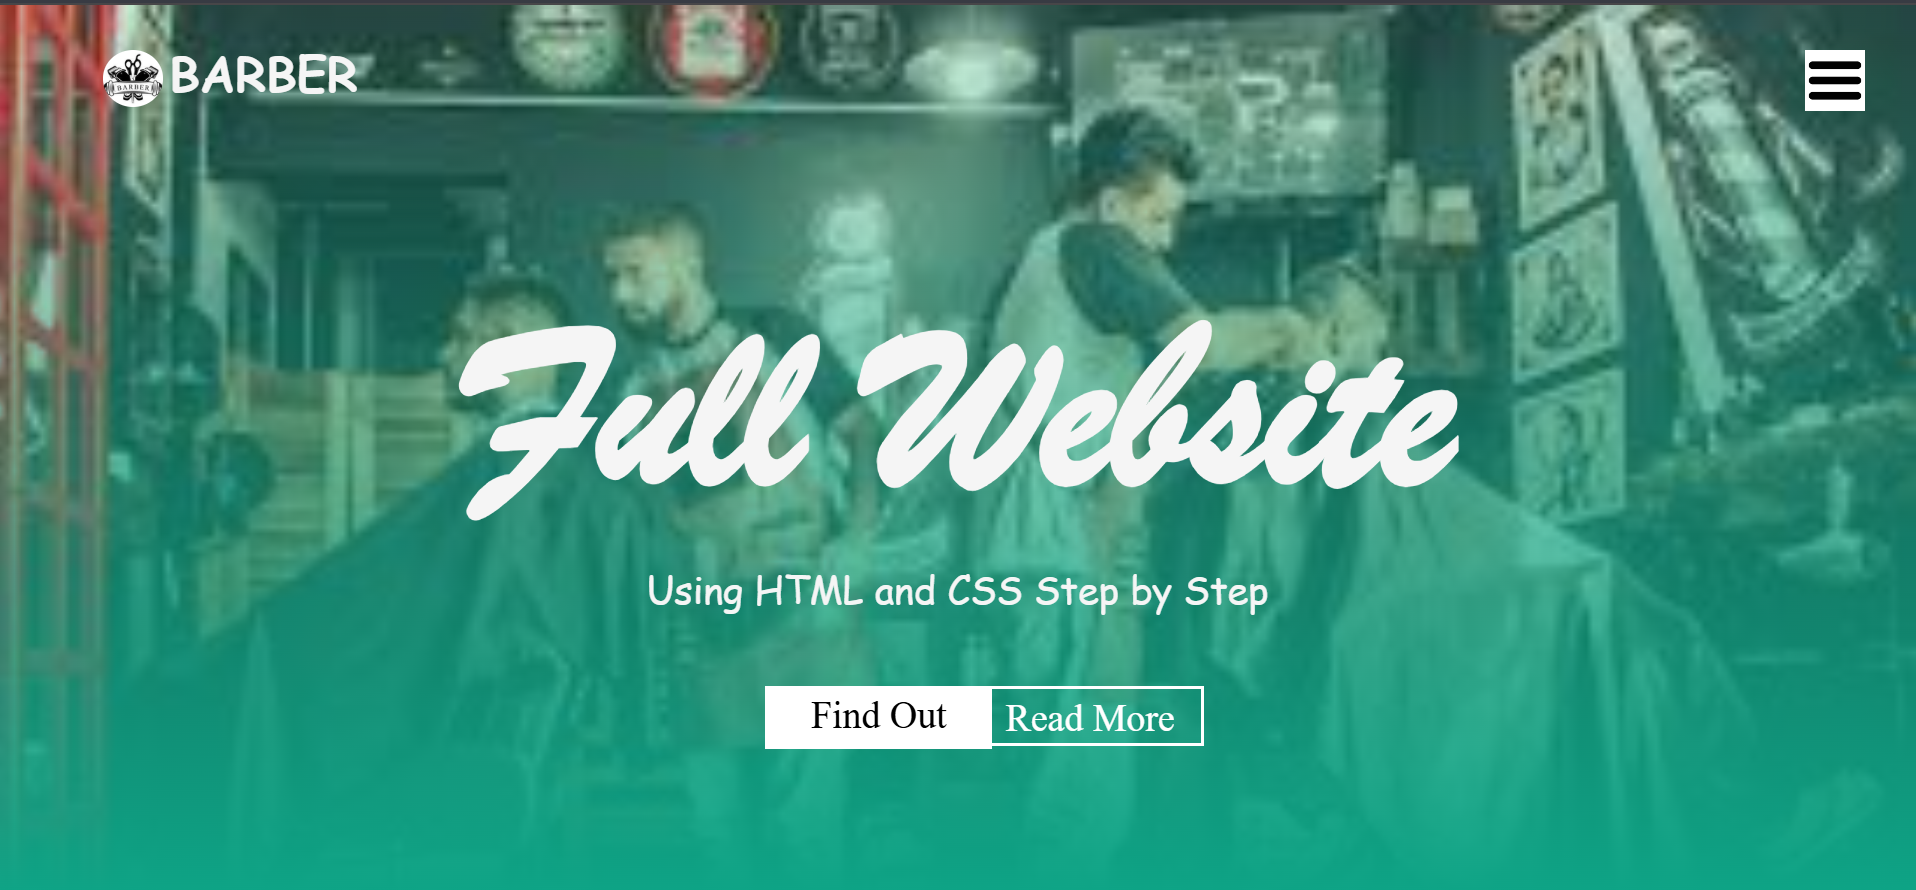 BARBER
BARBER
Full Website
Using HTML and CSS Step by Step
Find Out
Read More